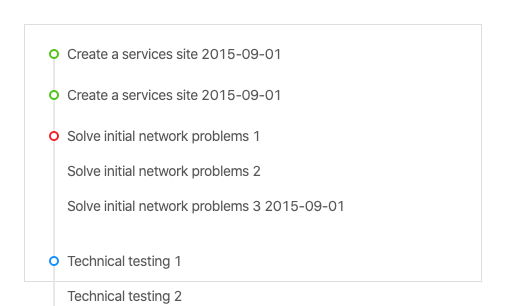 Create a services site 2015-09-01
Create a services site 2015-09-01
Solve initial network problems 1
Solve initial network problems 2
Solve initial network problems 3 2015-09-01
Technical testing 1
Technical testing 2